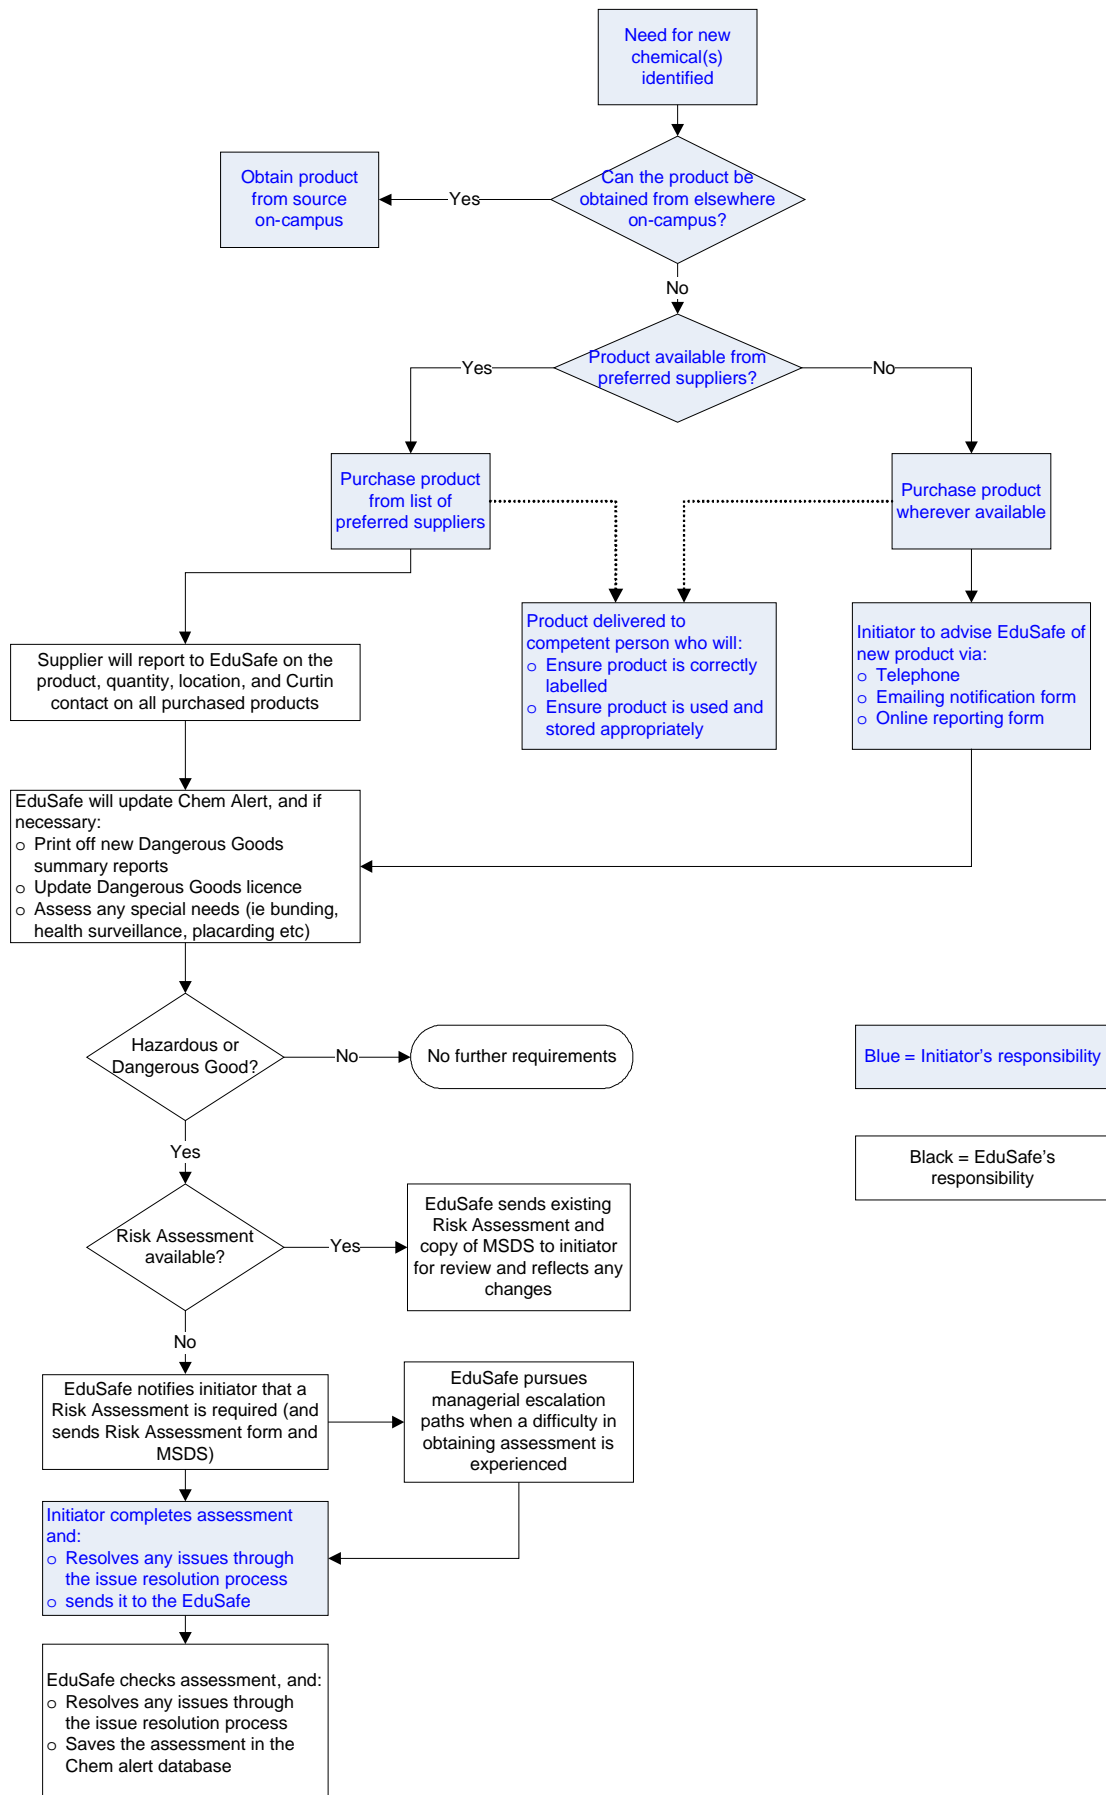 Need for new
chemical(s)
identified
Can the product be
obtained from elsewhere
on-campus?
Yes
Obtain product
from source
on-campus
No
Product available from
preferred suppliers?
Yes
No
Purchase product
from list of
preferred suppliers
Purchase product
wherever available
Supplier will report to EduSafe on the
product, quantity, location, and Curtin
contact on all purchased products
Product delivered to
competent person who will:
o Ensure product is correctly
labelled
o Ensure product is used and
stored appropriately
Initiator to advise EduSafe of
new product via:
o Telephone
o Emailing notification form
o Online reporting form
EduSafe will update Chem Alert, and if
necessary:
o Print off new Dangerous Goods
summary reports
o Update Dangerous Goods licence
o Assess any special needs (ie bunding,
health surveillance, placarding etc)
Hazardous or
Dangerous Good?
No
No further requirements
Blue = Initiator's responsibility
Yes
Black = EduSafe's
responsibility
Risk Assessment
available?
Yes
EduSafe sends existing
Risk Assessment and
copy of MSDS to initiator
for review and reflects any
changes
No
EduSafe notifies initiator that a
Risk Assessment is required (and
sends Risk Assessment form and
MSDS)
EduSafe pursues
managerial escalation
paths when a difficulty in
obtaining assessment is
experienced
Initiator completes assessment
and:
o Resolves any issues through
the issue resolution process
o sends it to the EduSafe
EduSafe checks assessment, and:
o Resolves any issues through
the issue resolution process
o Saves the assessment in the
Chem alert database